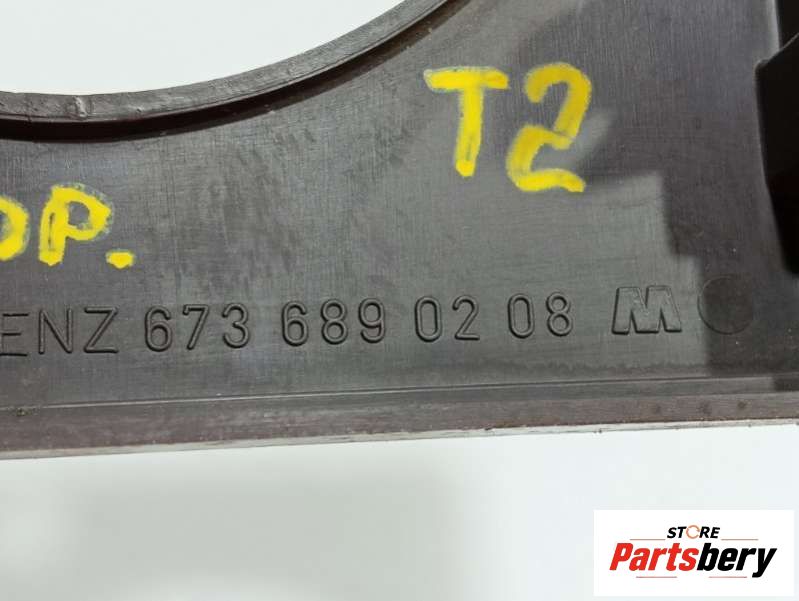 T2
OP.
ENZ 673 689 02 08 M
STORE
Partsbery